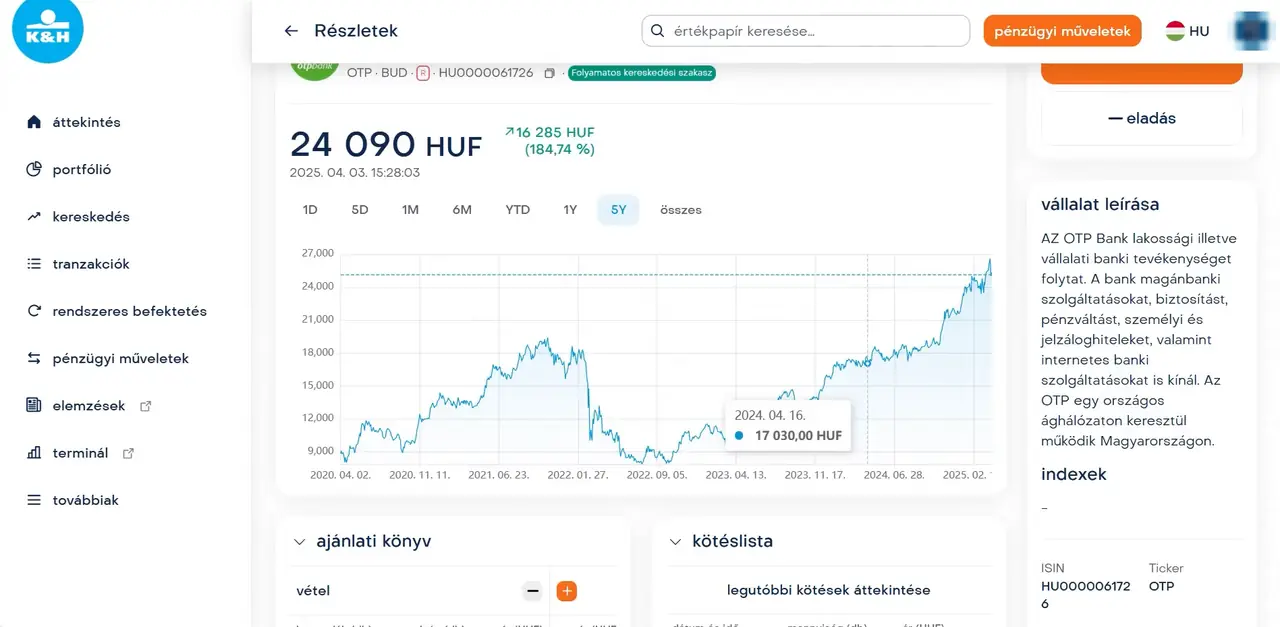 K&H
Részletek
értékpapír keresése...
pénzügyi műveletek
HU
áttekintés
portfólió
kereskedés
tranzakciók
rendszeres befektetés
pénzügyi műveletek
elemzések
terminál
továbbiak
otpbank
OTP · BUD · R · HU0000061726 · Folyamatos kereskedési szakasz
24 090 HUF
16 285 HUF
(184,74 %)
2025. 04. 03. 15:28:03
1D 5D 1M 6M YTD 1Y 5Y összes
27,000
24,000
21,000
18,000
15,000
12,000
9,000
2024. 04. 16.
17 030,00 HUF
2020. 04. 02. 2020. 11. 11. 2021. 06. 23. 2022. 01. 27. 2022. 09. 05. 2023. 04. 13. 2023. 11. 17. 2024. 06. 28. 2025. 02.
ajánlati könyv
vétel
kötéslista
legutóbbi kötések áttekintése
eladás
vállalat leírása
AZ OTP Bank lakossági illetve
vállalati banki tevékenységet
folytat. A bank magánbanki
szolgáltatásokat, biztosítást,
pénzváltást, személyi és
jelzáloghiteleket, valamint
internetes banki
szolgáltatásokat is kínál. Az
OTP egy országos
ághálózaton keresztül
működik Magyarországon.
indexek
-
ISIN Ticker
HU000006172 OTP
6